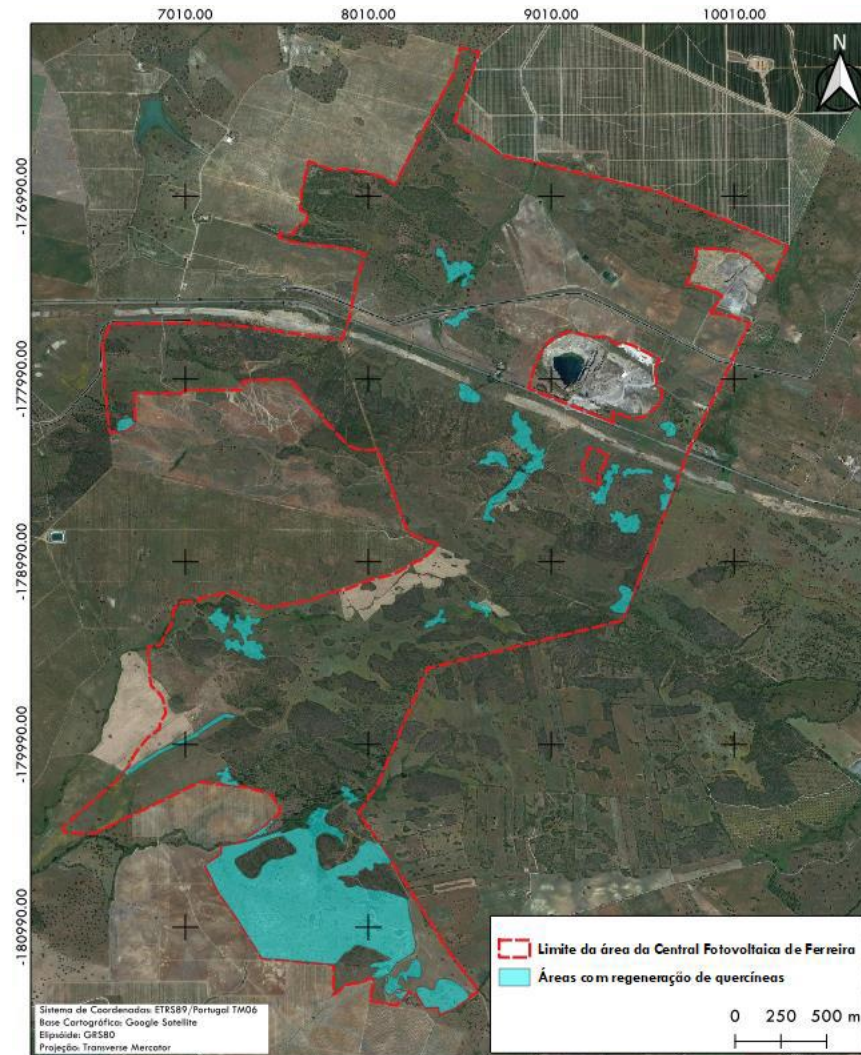 7010.00 8010.00 9010.00 10010.00
N
-176990.00
-177990.00
-178990.00
-179990.00
-180990.00
Limite da área da Central Fotovoltaica de Ferreira
Áreas com regeneração de quercíneas
Sistema de Coordenadas: ETRS89/Portugal TM06
Base Cartográfica: Google Satellite
Elipsóide: GRS80
Projeção: Transverse Mercator
0 250 500 m